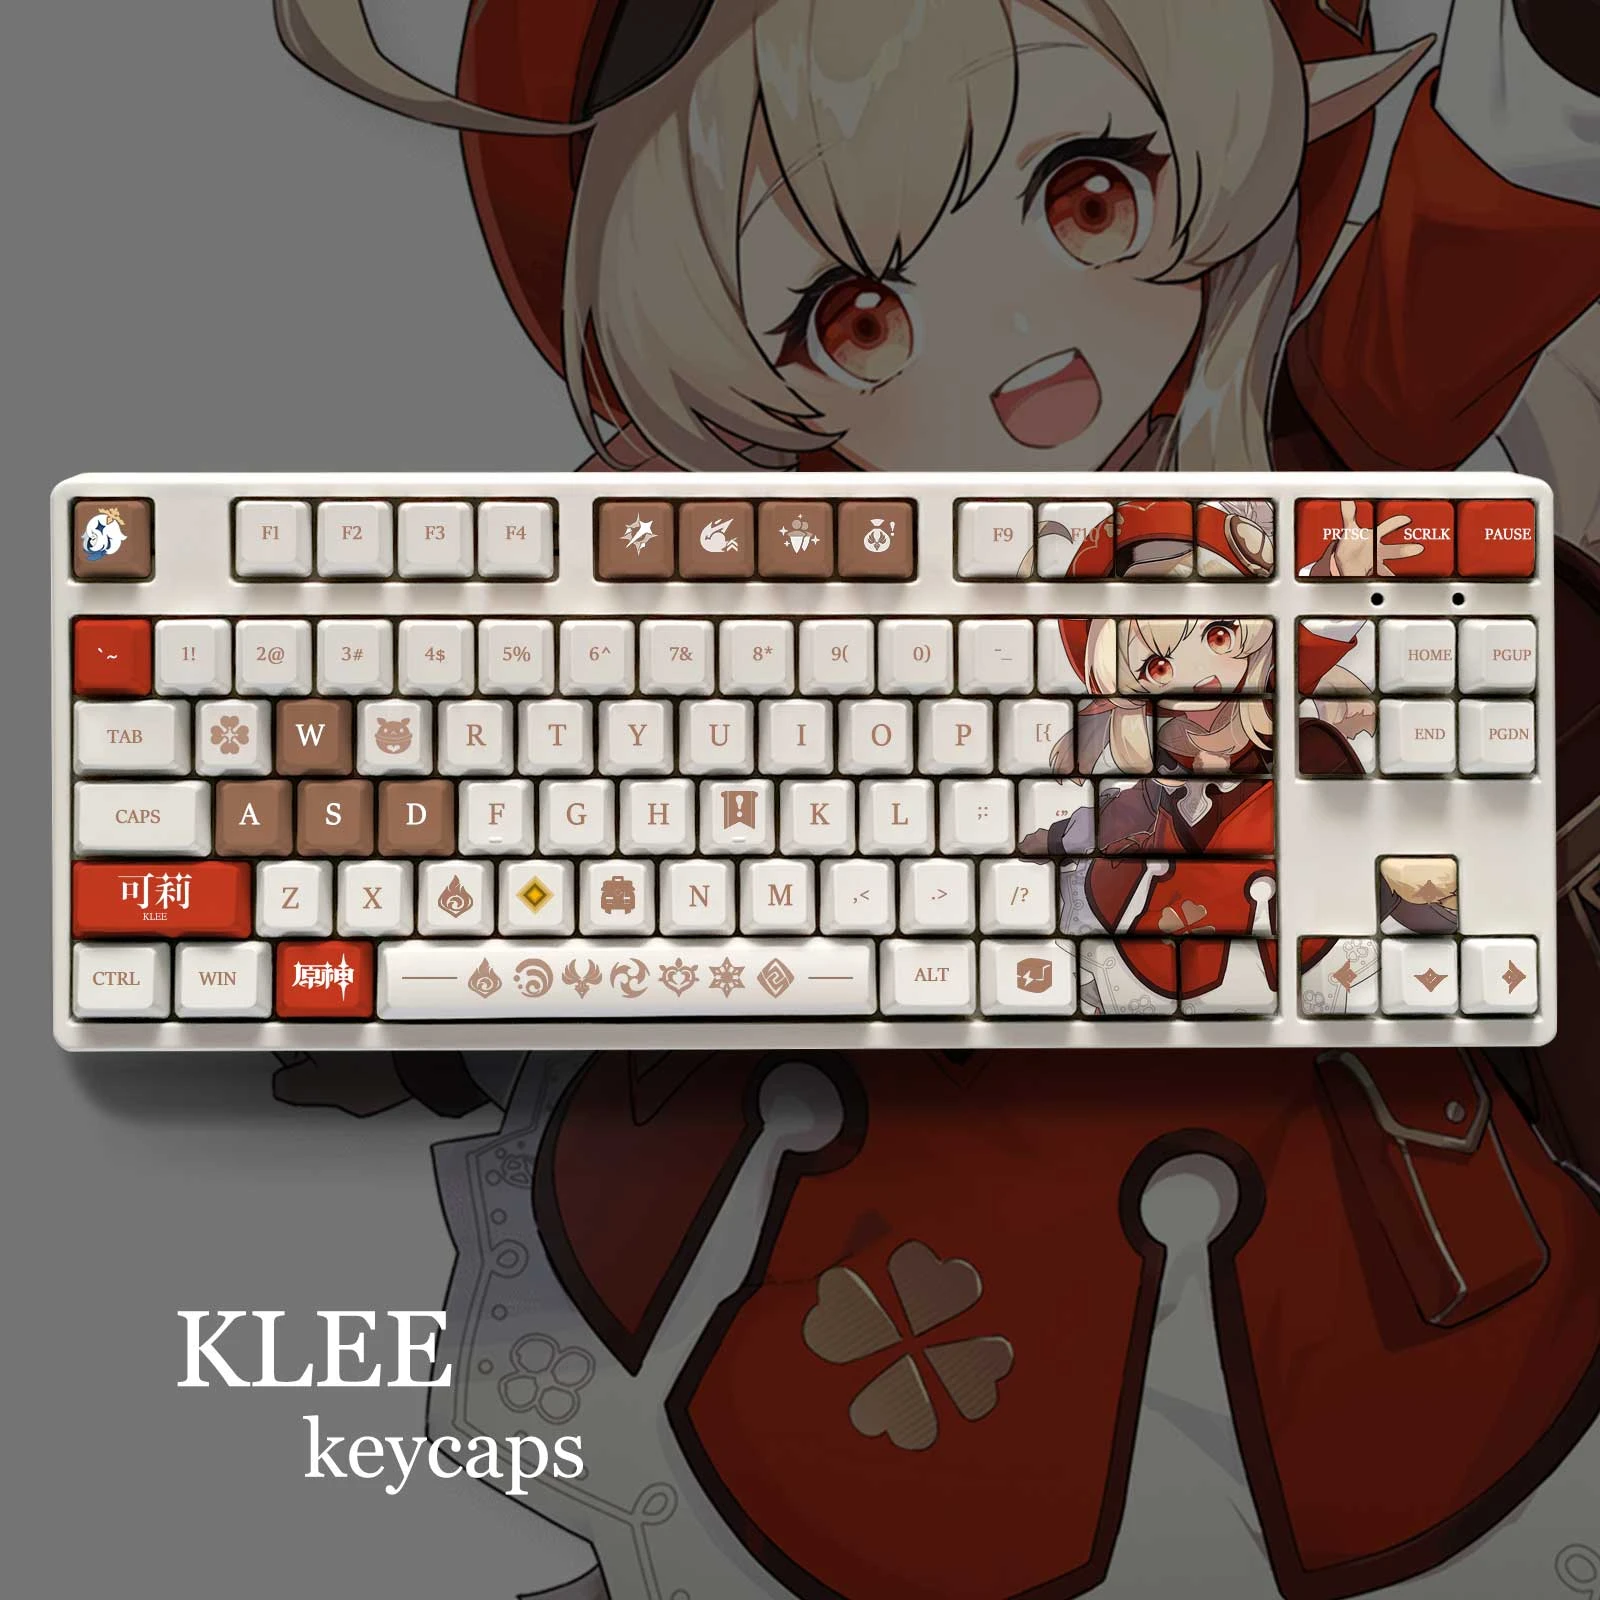 F1 F2 F3 F4 F9 F10 PRTSC SCRLK PAUSE
`~ 1! 2@ 3# 4$ 5% 6^ 7& 8* 9( 0) -_ HOME PGUP
TAB W R T Y U I O P [{ END PGDN
CAPS A S D F G H K L ;: ‘”
可莉 Z X N M ,< .> /?
KLEE
CTRL WIN 原神 ALT
KLEE
keycaps